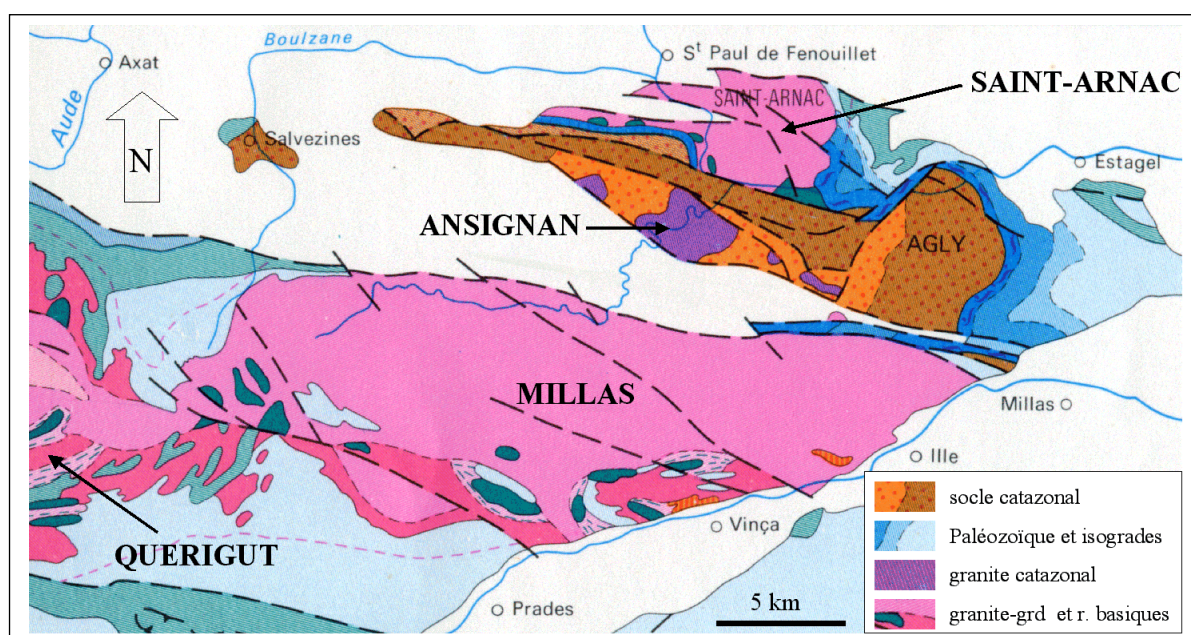 Boulzane
Axat
Sᵗ Paul de Fenouillet
SAINT-ARNAC
SAINT-ARNAC
Aude
N
Salvezines
Estagel
ANSIGNAN
AGLY
MILLAS
Millas
Ille
QUERIGUT
Vinça
Prades
5 km
socle catazonal
Paléozoïque et isogrades
granite catazonal
granite-grd et r. basiques